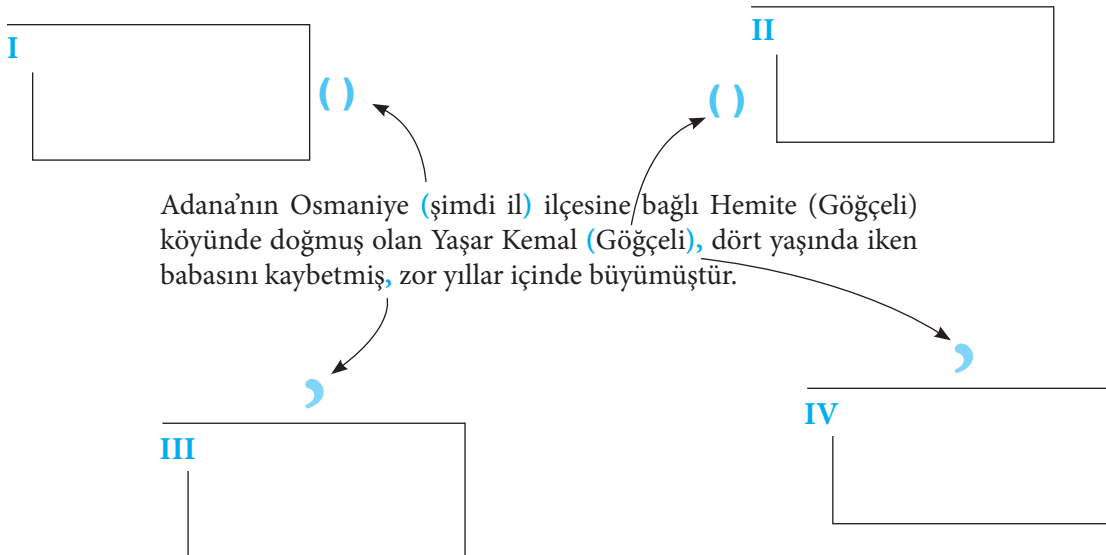 I
II
( )
( )
Adana’nın Osmaniye (şimdi il) ilçesine bağlı Hemite (Göğçeli)
köyünde doğmuş olan Yaşar Kemal (Göğçeli), dört yaşında iken
babasını kaybetmiş, zor yıllar içinde büyümüştür.
,
,
III
IV